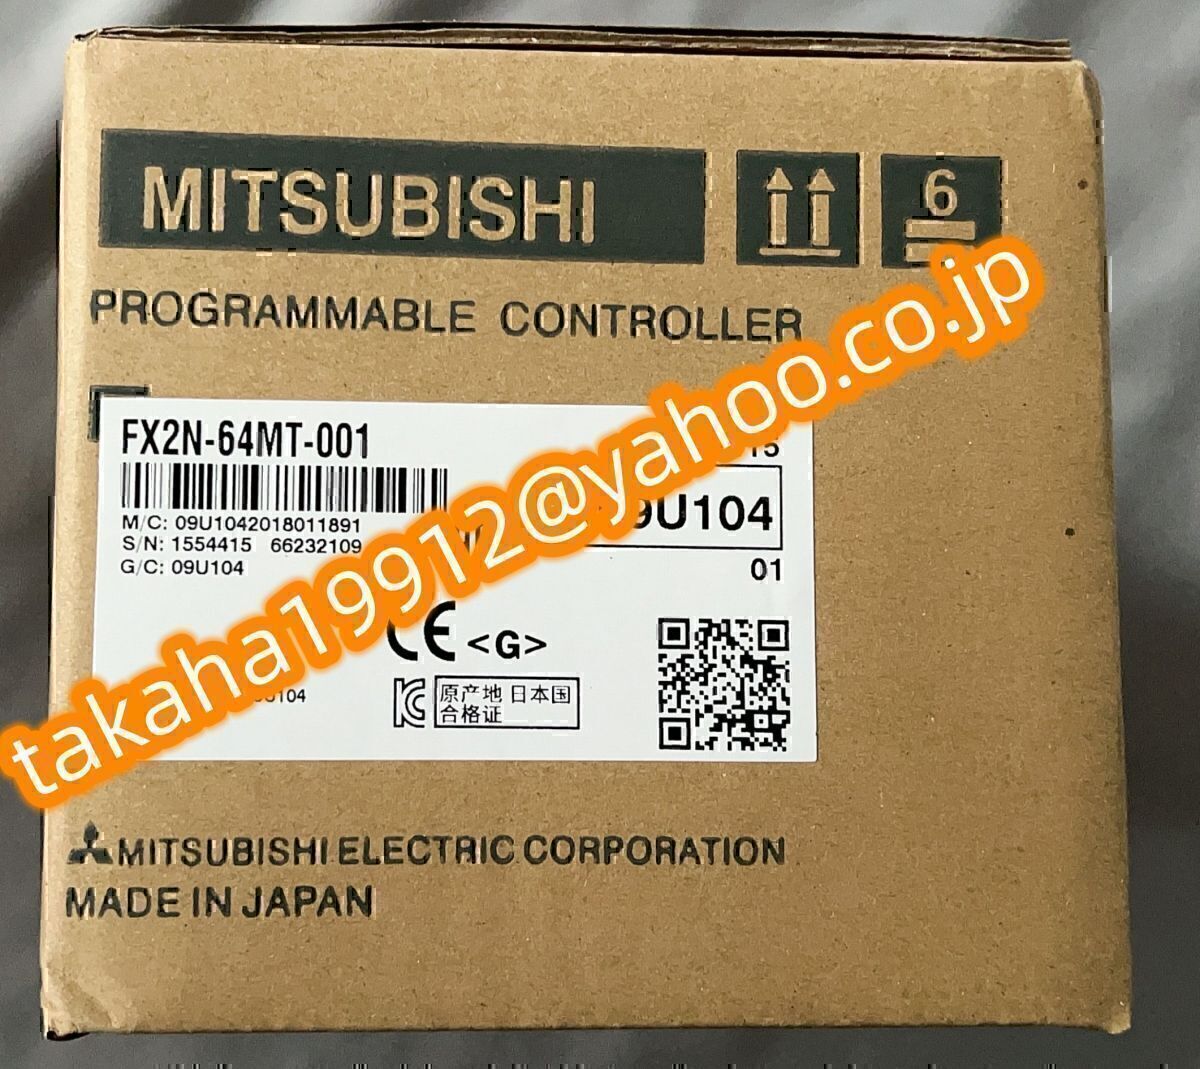 MITSUBISHI
6
PROGRAMMABLE CONTROLLER
FX2N-64MT-001
15
M/C: 09U1042018011891
S/N: 1554415 66232109
G/C: 09U104
9U104
01
takaha19912@yahoo.co.jp
CE <G>
原产地 日本国
合格证
MITSUBISHI ELECTRIC CORPORATION
MADE IN JAPAN